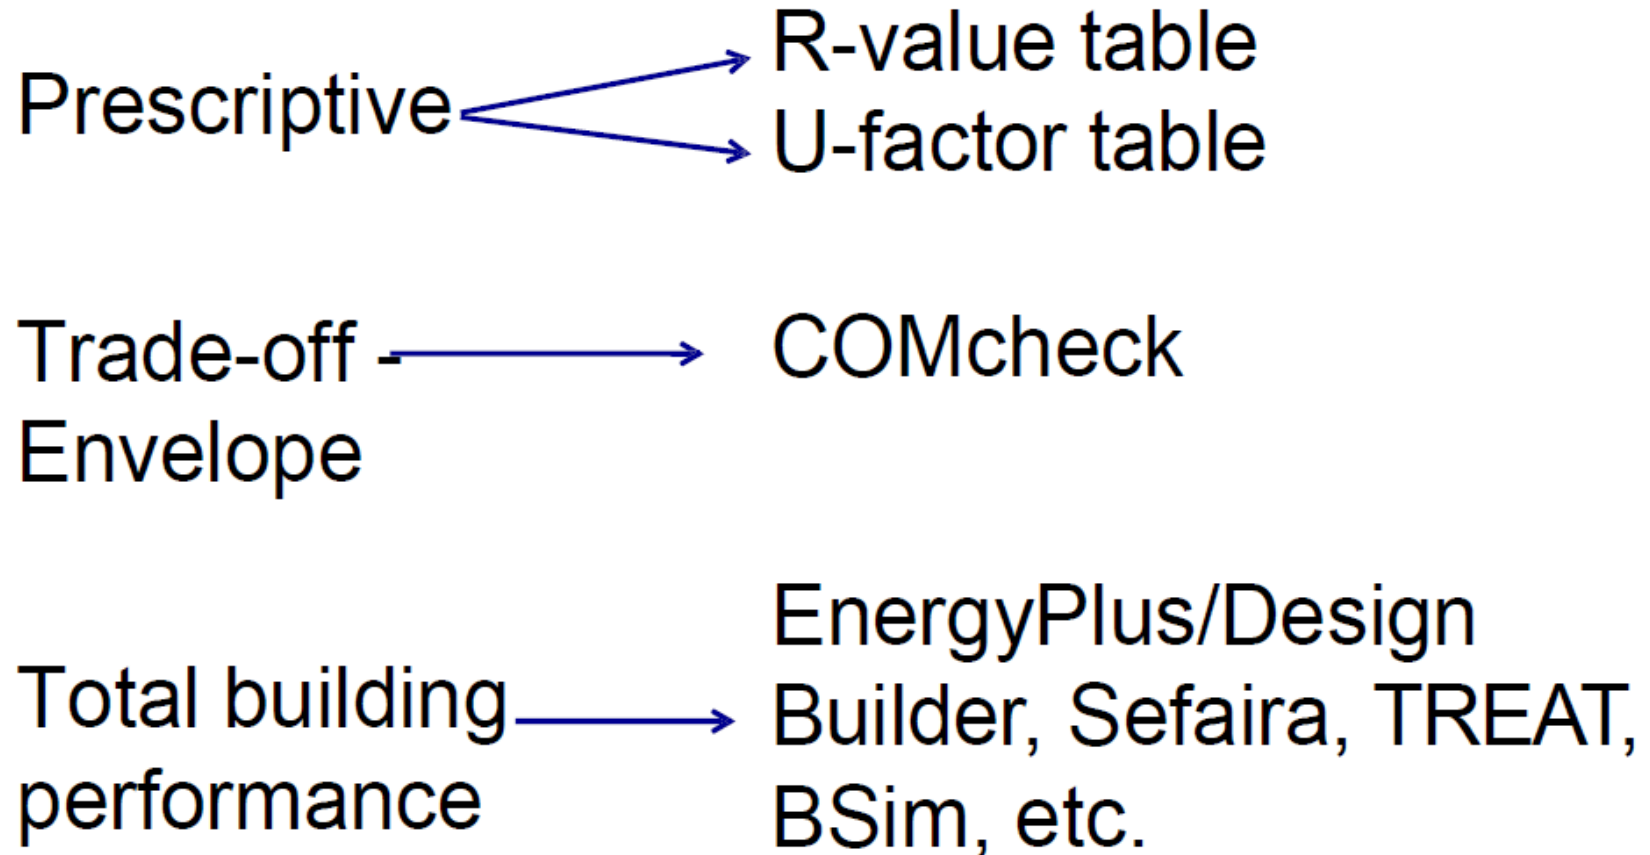 Prescriptive
R-value table
U-factor table
Trade-off -
Envelope
COMcheck
Total building
performance
EnergyPlus/Design
Builder, Sefaira, TREAT,
BSim, etc.